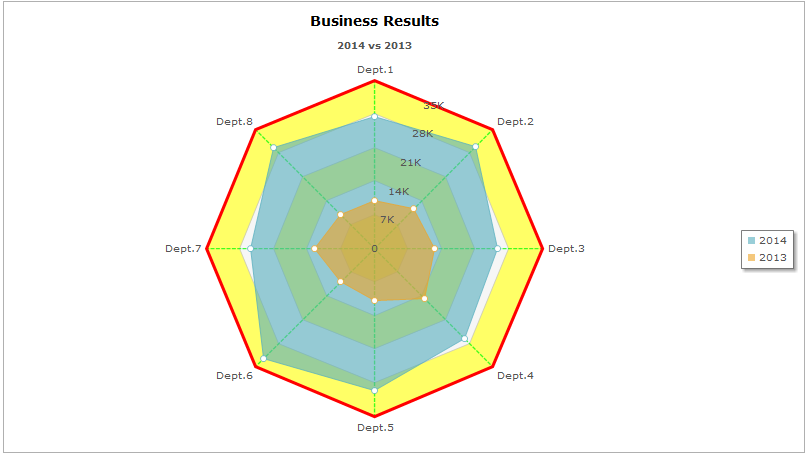 Business Results
2014 vs 2013
Dept.1
35K
Dept.8
Dept.2
28K
21K
14K
7K
Dept.7
0
Dept.3
2014
2013
Dept.6
Dept.4
Dept.5